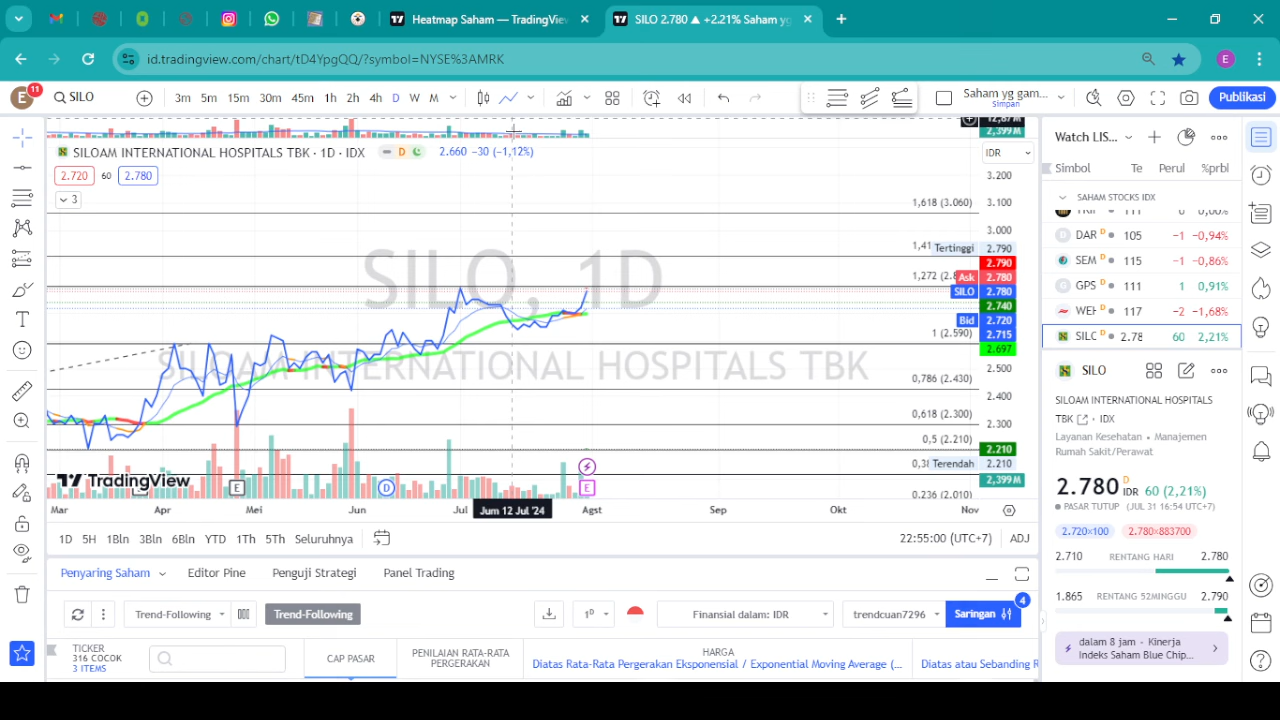 Heatmap Saham — TradingVie
SILO 2.780 ▲ +2.21% Saham yg
id.tradingview.com/chart/tD4YpgQQ/?symbol=NYSE%3AMRK
E
E
11
SILO
3m 5m 15m 30m 45m 1h 2h 4h D W M
Saham yg gam...
Simpan
Publikasi
SILOAM INTERNATIONAL HOSPITALS TBK · 1D · IDX
D
2.660 −30 (−1,12%)
2.720 60 2.780
3
SILO, 1D
SILOAM INTERNATIONAL HOSPITALS TBK
TradingView
IDR
12,87M
2,399M
3.200
1,618 (3.060)
3.100
3.000
Tertinggi 2.790
2.790
Ask 2.780
SILO 2.780
2.740
Bid 2.720
2.715
1 (2.590)
2.697
2.500
0,786 (2.430)
2.400
0,618 (2.300)
2.300
0,5 (2.210)
2.210
Terendah 2.210
2,399M
0.236 (2.010)
E D E
Mar Apr Mei Jun Jul Jum 12 Jul '24 Agst Sep Okt Nov
1D 5H 1Bln 3Bln 6Bln YTD 1Th 5Th Seluruhnya
22:55:00 (UTC+7) ADJ
Penyaring Saham Editor Pine Penguji Strategi Panel Trading
Trend-Following
Trend-Following
1D
Finansial dalam: IDR
trendcuan7296
Saringan
4
TICKER
316 COCOK
3 ITEMS
CAP PASAR
PENILAIAN RATA-RATA
PERGERAKAN
HARGA
Diatas Rata-Rata Pergerakan Eksponensial / Exponential Moving Average (...
Diatas atau Sebanding R
Watch LIS...
Simbol Te Perul %prbl
SAHAM STOCKS IDX
DAR D 105 −1 −0,94%
SEM D 115 −1 −0,86%
GPS D 111 1 0,91%
WEH D 117 −2 −1,68%
SILC D 2.78 60 2,21%
SILO
SILOAM INTERNATIONAL HOSPITALS
TBK · IDX
Layanan Kesehatan • Manajemen
Rumah Sakit/Perawat
2.780 D IDR 60 (2,21%)
PASAR TUTUP (JUL 31 16:54 UTC+7)
2.720×100 2.780×883700
2.710 RENTANG HARI 2.780
1.865 RENTANG 52MINGGU 2.790
dalam 8 jam - Kinerja
Indeks Saham Blue Chip...